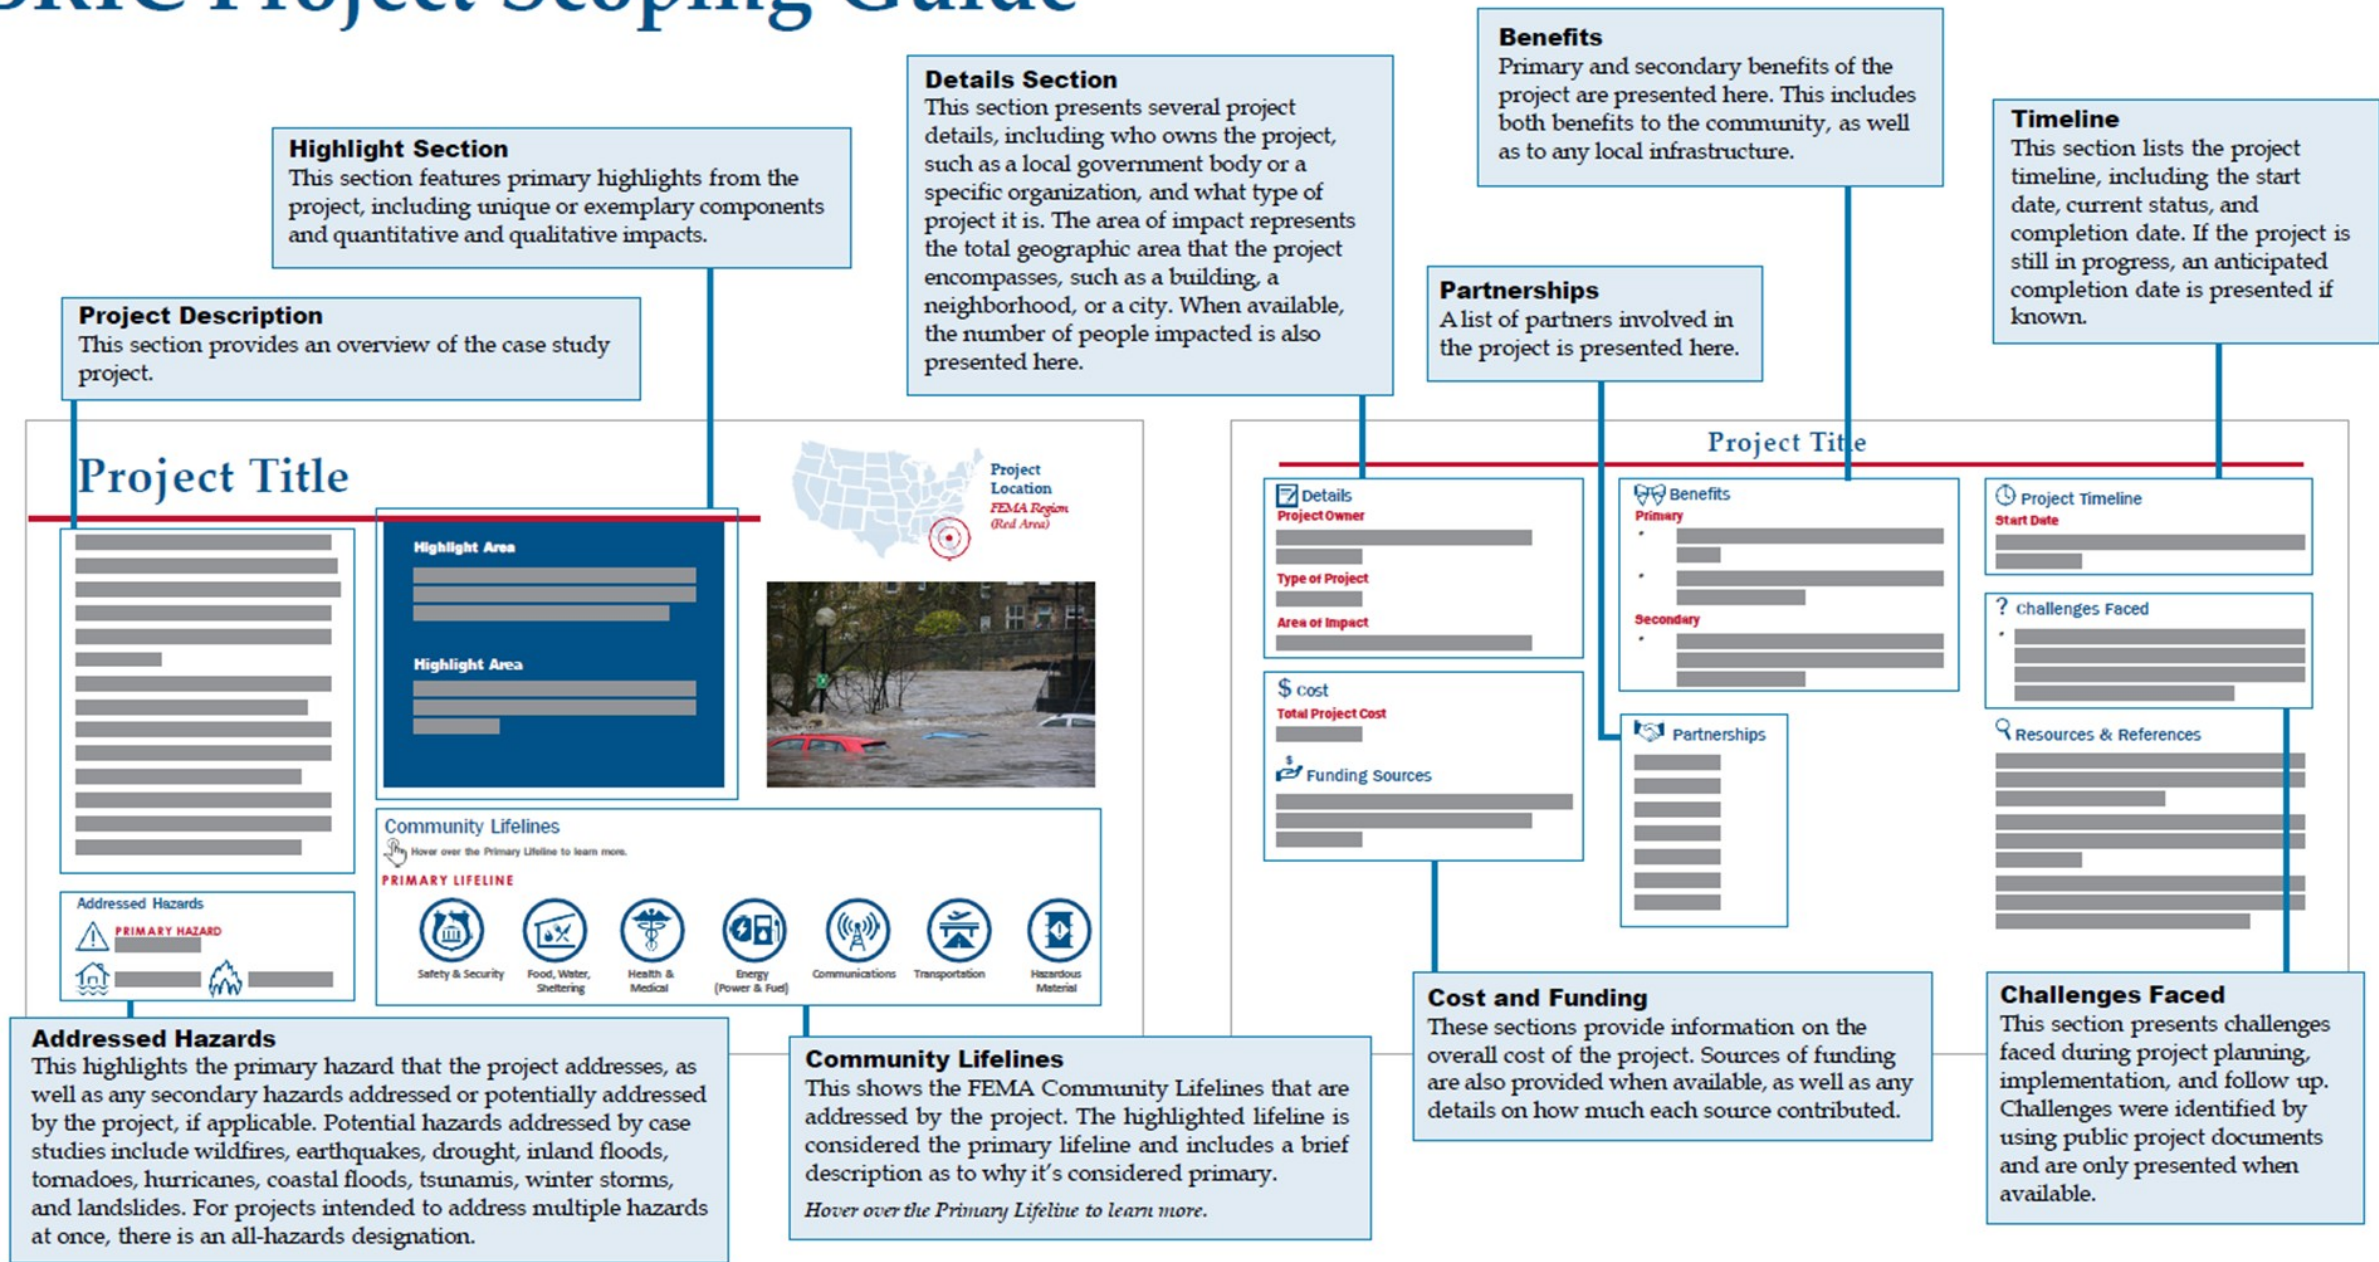 Project Scoping Guide
Benefits
Primary and secondary benefits of the
project are presented here. This includes
both benefits to the community, as well
as to any local infrastructure.
Details Section
This section presents several project
details, including who owns the project,
such as a local government body or a
specific organization, and what type of
project it is. The area of impact represents
the total geographic area that the project
encompasses, such as a building, a
neighborhood, or a city. When available,
the number of people impacted is also
presented here.
Timeline
This section lists the project
timeline, including the start
date, current status, and
completion date. If the project is
still in progress, an anticipated
completion date is presented if
known.
Highlight Section
This section features primary highlights from the
project, including unique or exemplary components
and quantitative and qualitative impacts.
Partnerships
A list of partners involved in
the project is presented here.
Project Description
This section provides an overview of the case study
project.
Project Title
Project
Location
FEMA Region
(Red Area)
Highlight Area
Highlight Area
Community Lifelines
Hover over the Primary Lifeline to learn more.
PRIMARY LIFELINE
Safety & Security
Food, Water,
Sheltering
Health &
Medical
Energy
(Power & Fuel)
Communications
Transportation
Hazardous
Material
Addressed Hazards
PRIMARY HAZARD
Project Title
Details
Project Owner
Type of Project
Area of Impact
$ Cost
Total Project Cost
$
Funding Sources
Benefits
Primary
Secondary
Partnerships
Project Timeline
Start Date
? Challenges Faced
Resources & References
Addressed Hazards
This highlights the primary hazard that the project addresses, as
well as any secondary hazards addressed or potentially addressed
by the project, if applicable. Potential hazards addressed by case
studies include wildfires, earthquakes, drought, inland floods,
tornadoes, hurricanes, coastal floods, tsunamis, winter storms,
and landslides. For projects intended to address multiple hazards
at once, there is an all-hazards designation.
Community Lifelines
This shows the FEMA Community Lifelines that are
addressed by the project. The highlighted lifeline is
considered the primary lifeline and includes a brief
description as to why it's considered primary.
Hover over the Primary Lifeline to learn more.
Cost and Funding
These sections provide information on the
overall cost of the project. Sources of funding
are also provided when available, as well as any
details on how much each source contributed.
Challenges Faced
This section presents challenges
faced during project planning,
implementation, and follow up.
Challenges were identified by
using public project documents
and are only presented when
available.